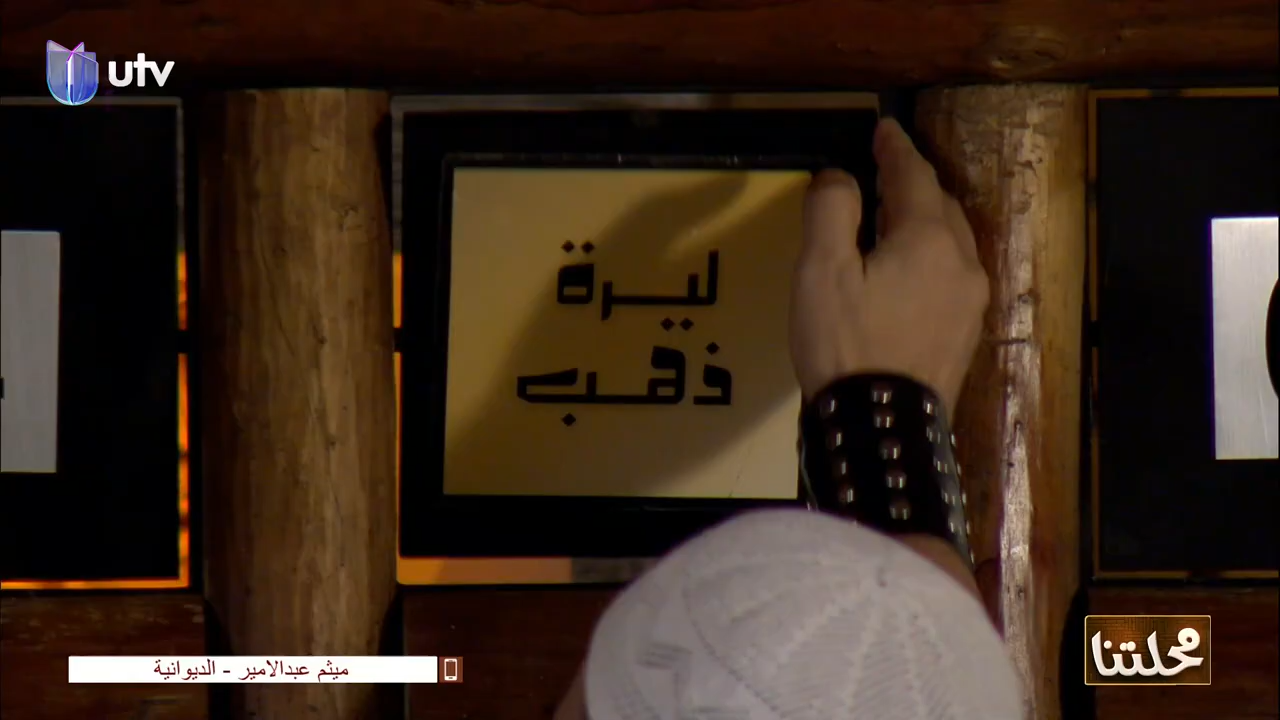 utv
ليرة
ذهب
ميثم عبدالامير - الديوانية
محلتنا